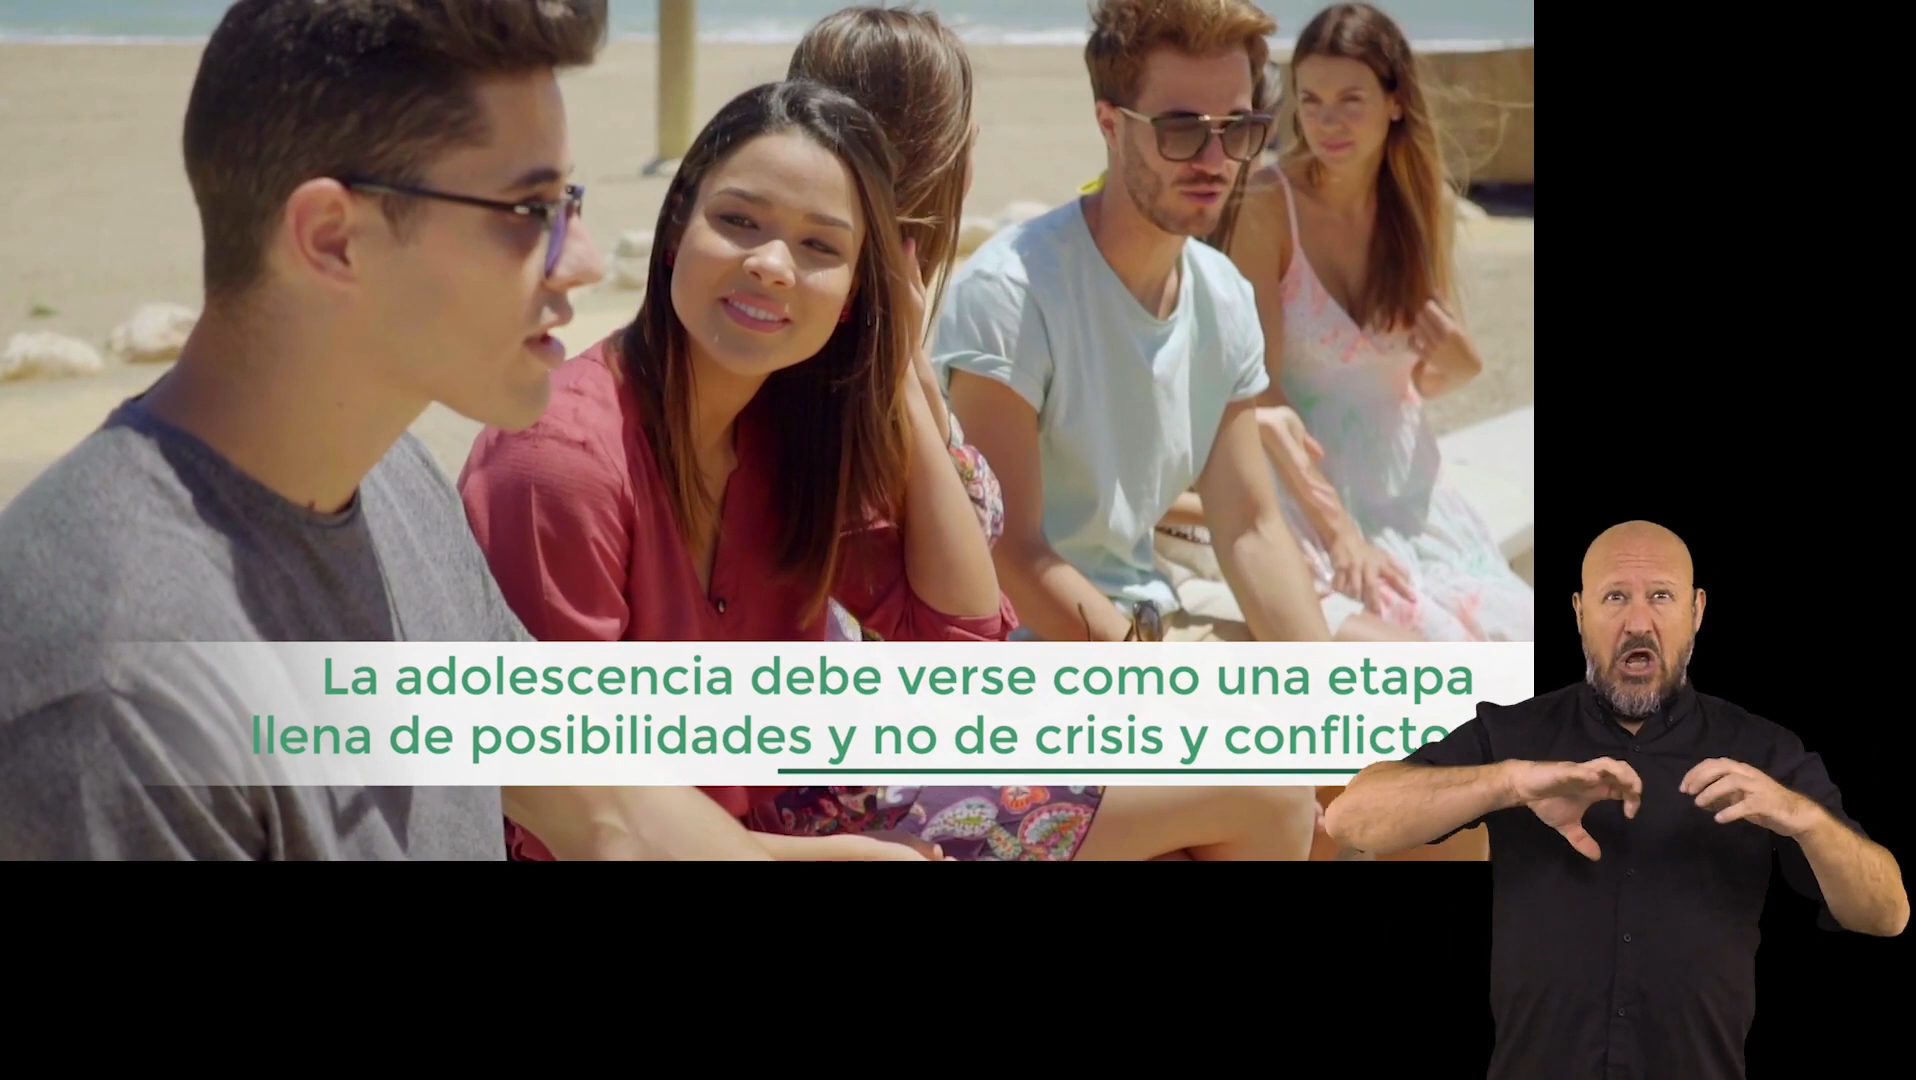 La adolescencia debe verse como una etapa
llena de posibilidades y no de crisis y conflicto